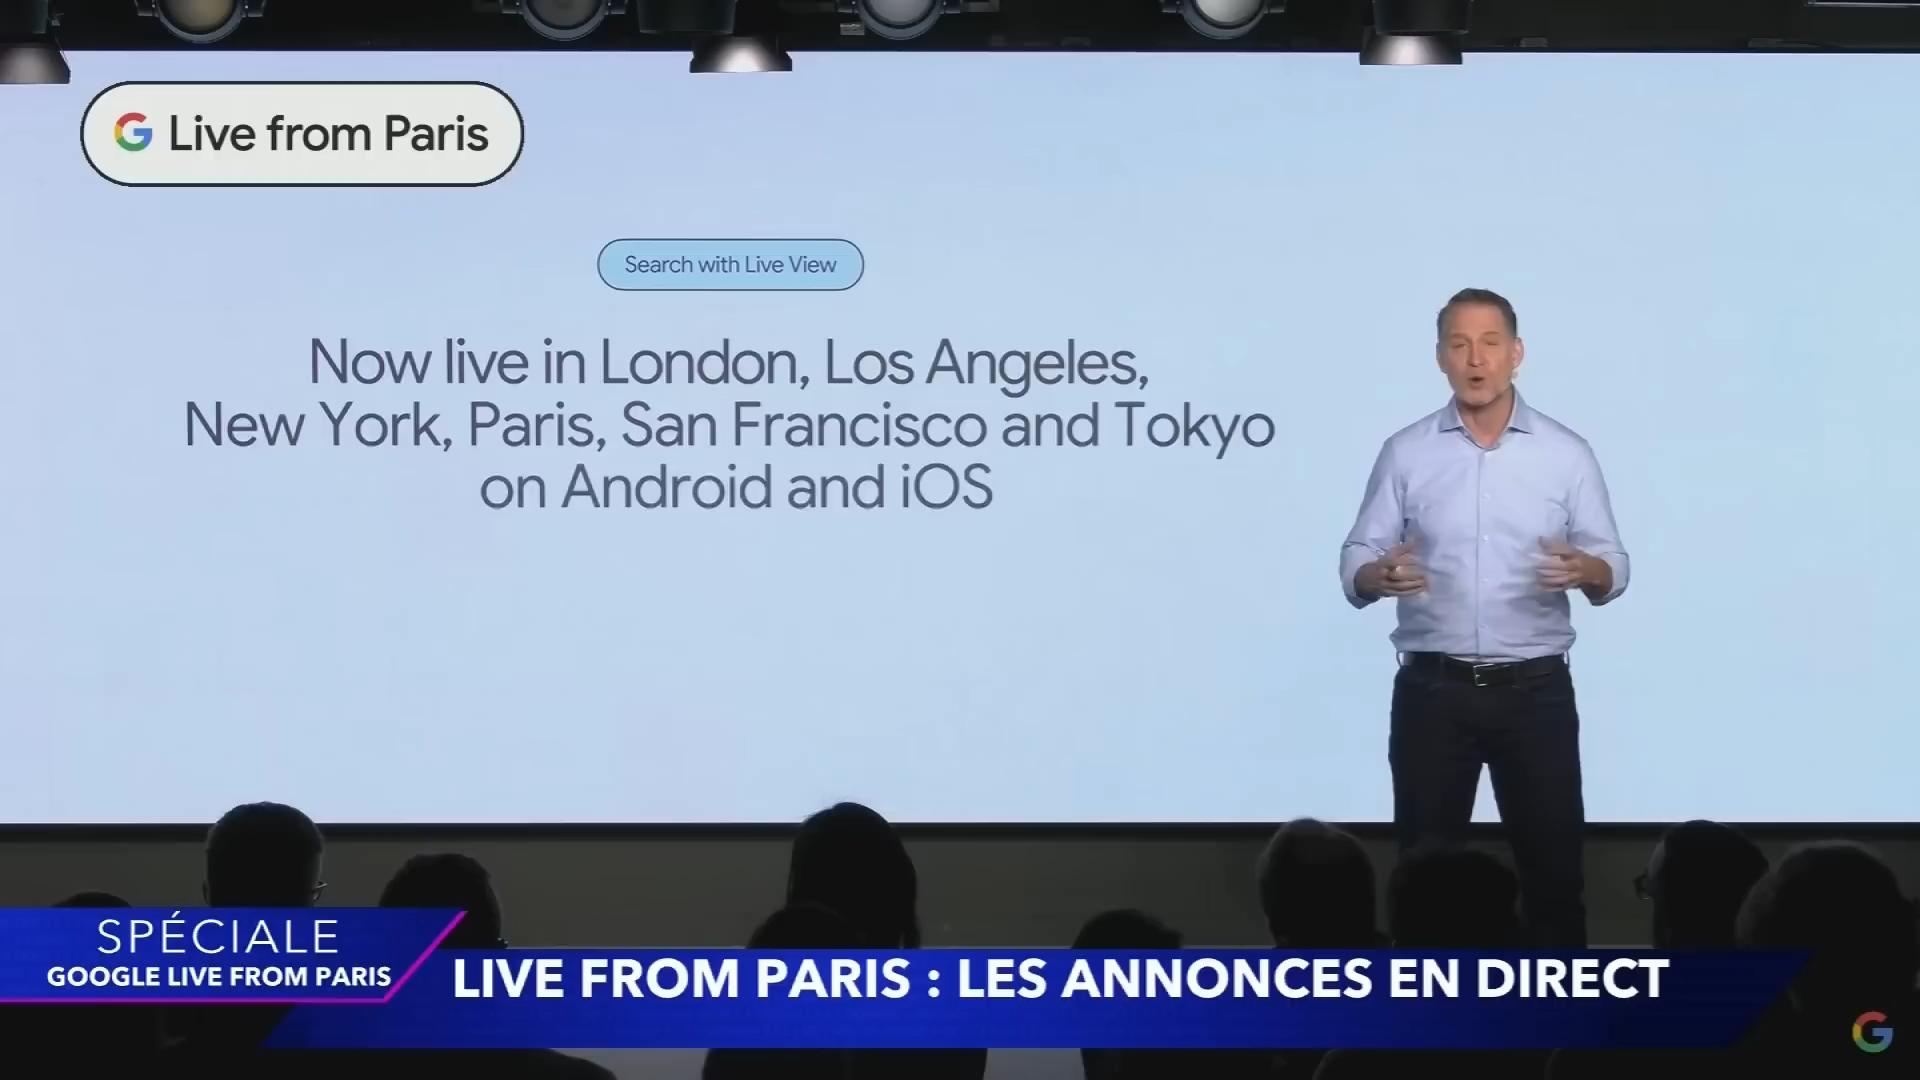 Live from Paris
Search with Live View
Now live in London, Los Angeles,
New York, Paris, San Francisco and Tokyo
on Android and iOS
SPÉCIALE
GOOGLE LIVE FROM PARIS
LIVE FROM PARIS : LES ANNONCES EN DIRECT